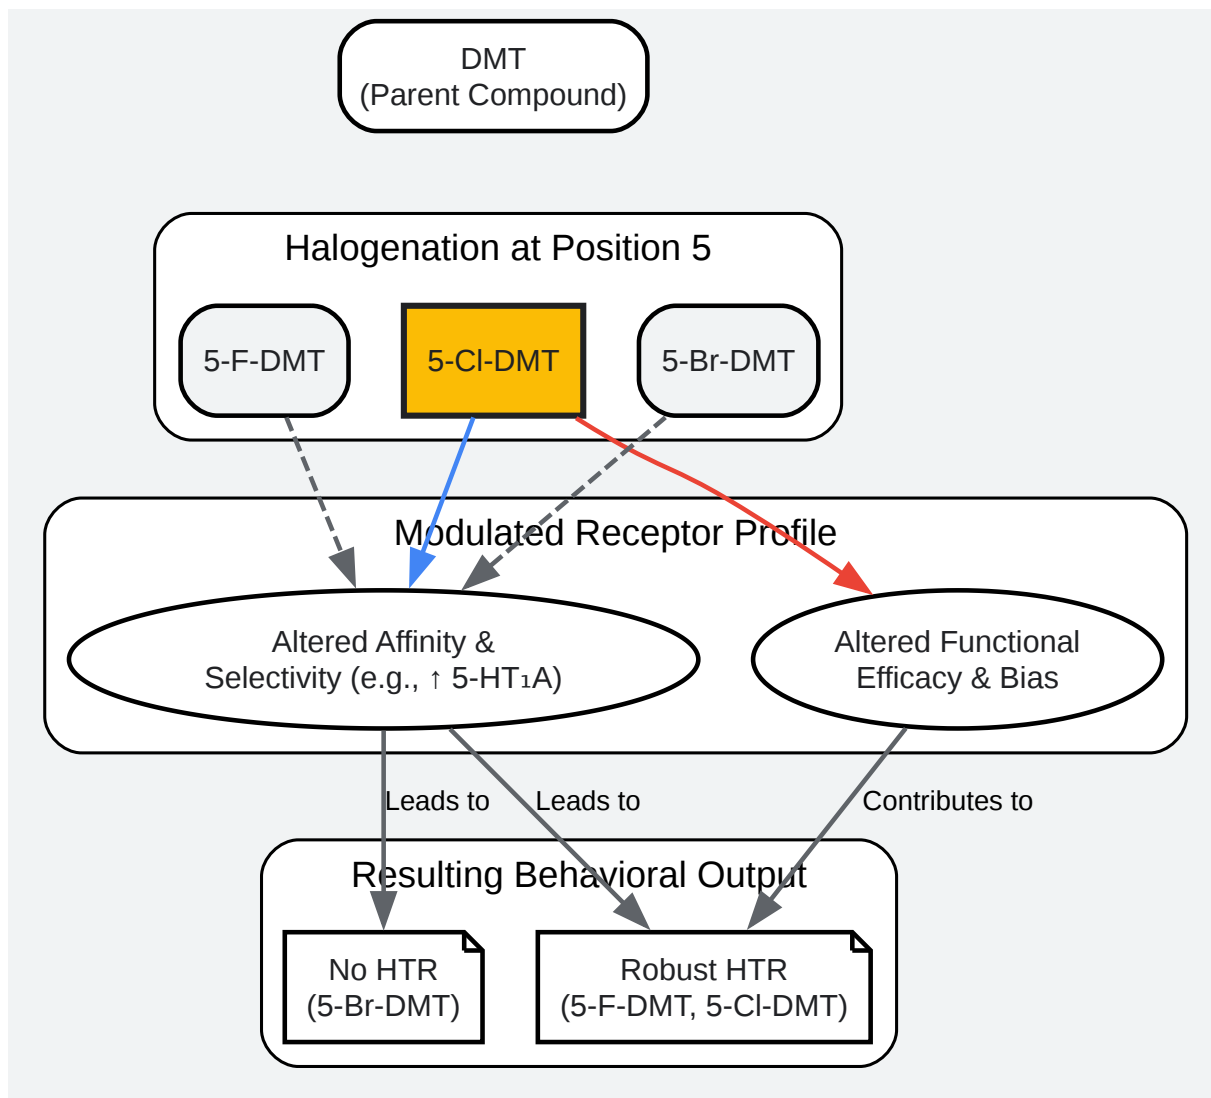 DMT
(Parent Compound)
Halogenation at Position 5
5-F-DMT
5-Cl-DMT
5-Br-DMT
Modulated Receptor Profile
Altered Affinity &
Selectivity (e.g., ↑ 5-HT₁A)
Altered Functional
Efficacy & Bias
Leads to
Leads to
Contributes to
Resulting Behavioral Output
No HTR
(5-Br-DMT)
Robust HTR
(5-F-DMT, 5-Cl-DMT)